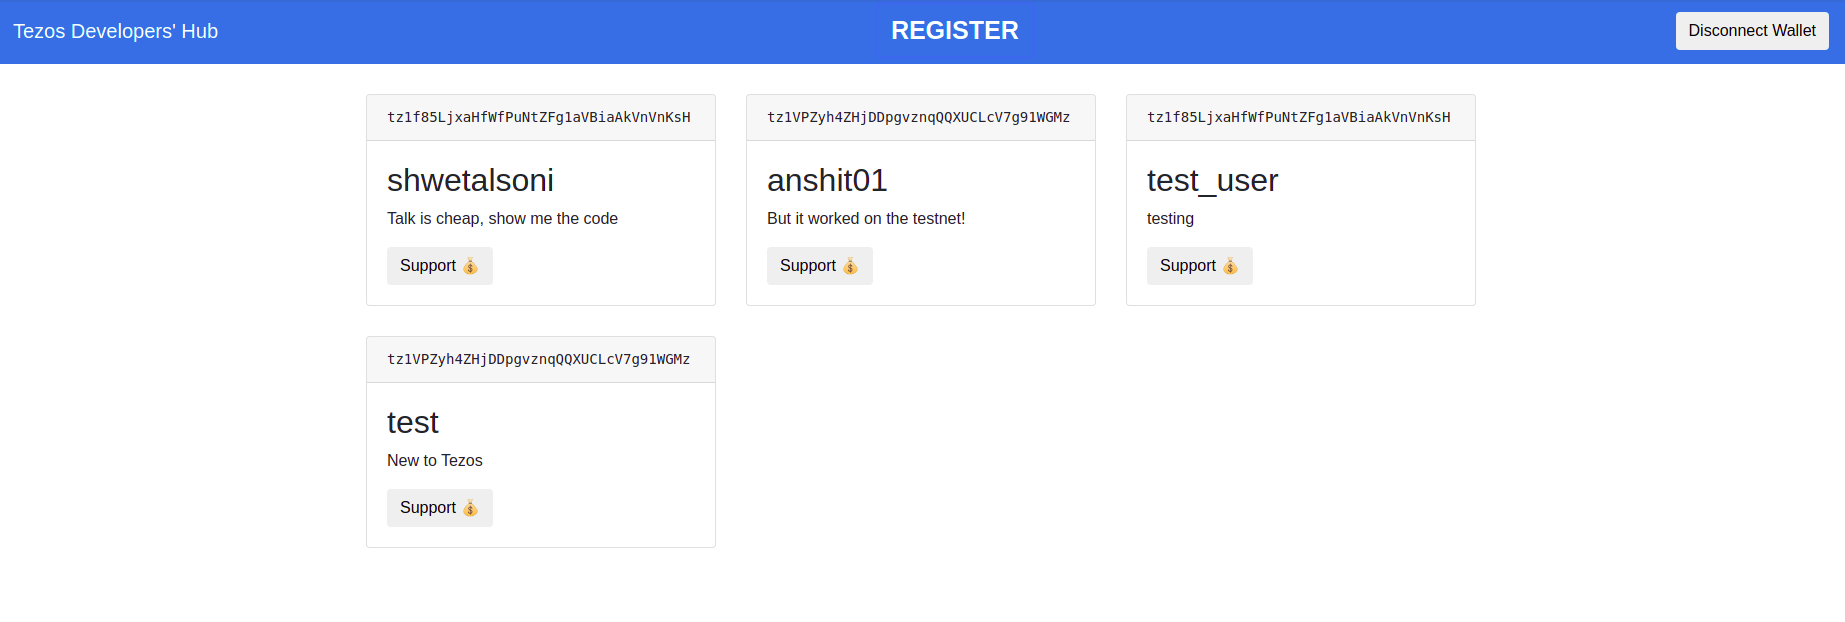 Tezos Developers' Hub
REGISTER
Disconnect Wallet
tz1f85LjxaHfWfPuNtZFg1aVBiaAkVnVnKsH
shwetalsoni
Talk is cheap, show me the code
Support 💰
tz1VPZyh4ZHjDDpgvznqQQXUCLcV7g91WGMz
anshit01
But it worked on the testnet!
Support 💰
tz1f85LjxaHfWfPuNtZFg1aVBiaAkVnVnKsH
test_user
testing
Support 💰
tz1VPZyh4ZHjDDpgvznqQQXUCLcV7g91WGMz
test
New to Tezos
Support 💰